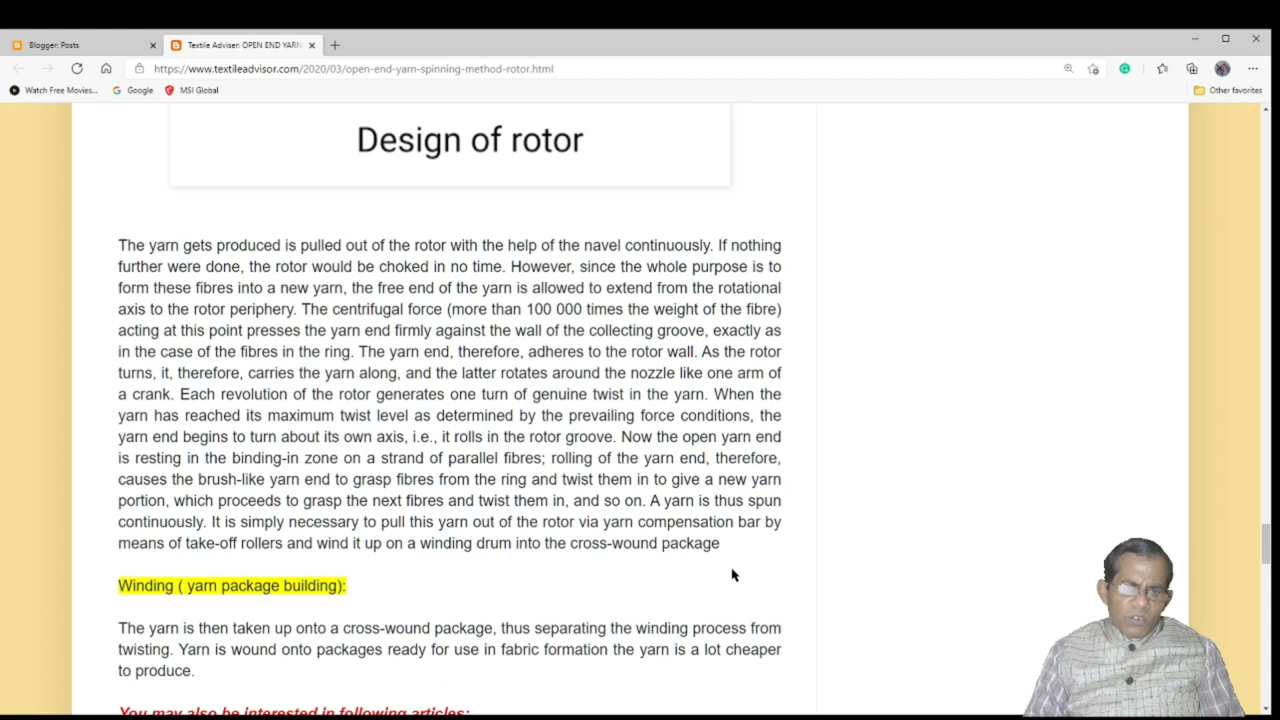 Blogger: Posts
Textile Adviser: OPEN END YARN
https://www.textileadvisor.com/2020/03/open-end-yarn-spinning-method-rotor.html
Watch Free Movies...
Google
MSI Global
Other favorites
Design of rotor
The yarn gets produced is pulled out of the rotor with the help of the navel continuously. If nothing
further were done, the rotor would be choked in no time. However, since the whole purpose is to
form these fibres into a new yarn, the free end of the yarn is allowed to extend from the rotational
axis to the rotor periphery. The centrifugal force (more than 100 000 times the weight of the fibre)
acting at this point presses the yarn end firmly against the wall of the collecting groove, exactly as
in the case of the fibres in the ring. The yarn end, therefore, adheres to the rotor wall. As the rotor
turns, it, therefore, carries the yarn along, and the latter rotates around the nozzle like one arm of
a crank. Each revolution of the rotor generates one turn of genuine twist in the yarn. When the
yarn has reached its maximum twist level as determined by the prevailing force conditions, the
yarn end begins to turn about its own axis, i.e., it rolls in the rotor groove. Now the open yarn end
is resting in the binding-in zone on a strand of parallel fibres; rolling of the yarn end, therefore,
causes the brush-like yarn end to grasp fibres from the ring and twist them in to give a new yarn
portion, which proceeds to grasp the next fibres and twist them in, and so on. A yarn is thus spun
continuously. It is simply necessary to pull this yarn out of the rotor via yarn compensation bar by
means of take-off rollers and wind it up on a winding drum into the cross-wound package
Winding ( yarn package building):
The yarn is then taken up onto a cross-wound package, thus separating the winding process from
twisting. Yarn is wound onto packages ready for use in fabric formation the yarn is a lot cheaper
to produce.
You may also be interested in following articles: